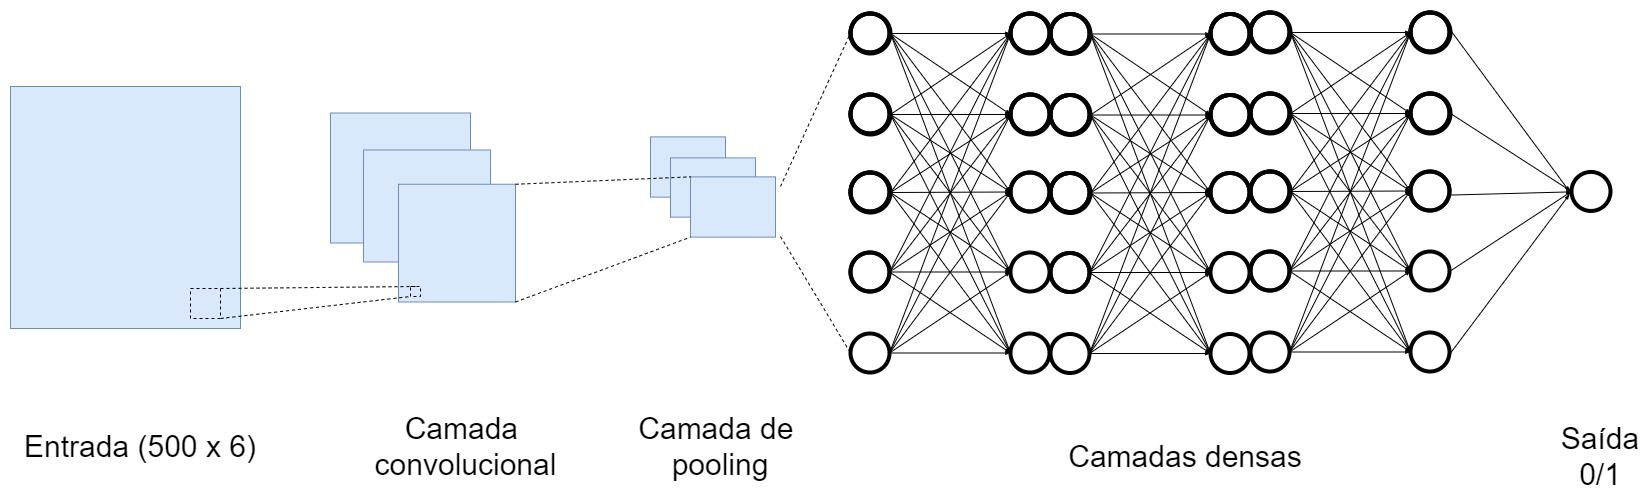 Entrada (500 x 6)
Camada
convolucional
Camada de
pooling
Camadas densas
Saída
0/1